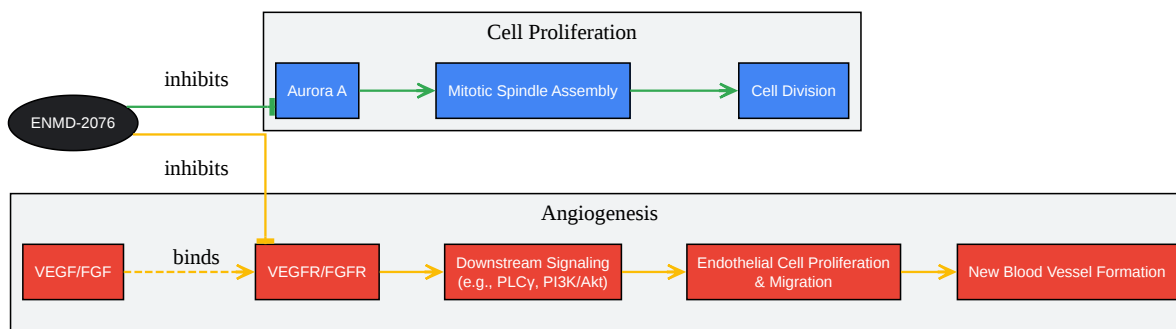 Cell Proliferation
inhibits
Aurora A
Mitotic Spindle Assembly
Cell Division
ENMD-2076
inhibits
Angiogenesis
VEGF/FGF
binds
VEGFR/FGFR
Downstream Signaling
(e.g., PLCγ, PI3K/Akt)
Endothelial Cell Proliferation
& Migration
New Blood Vessel Formation